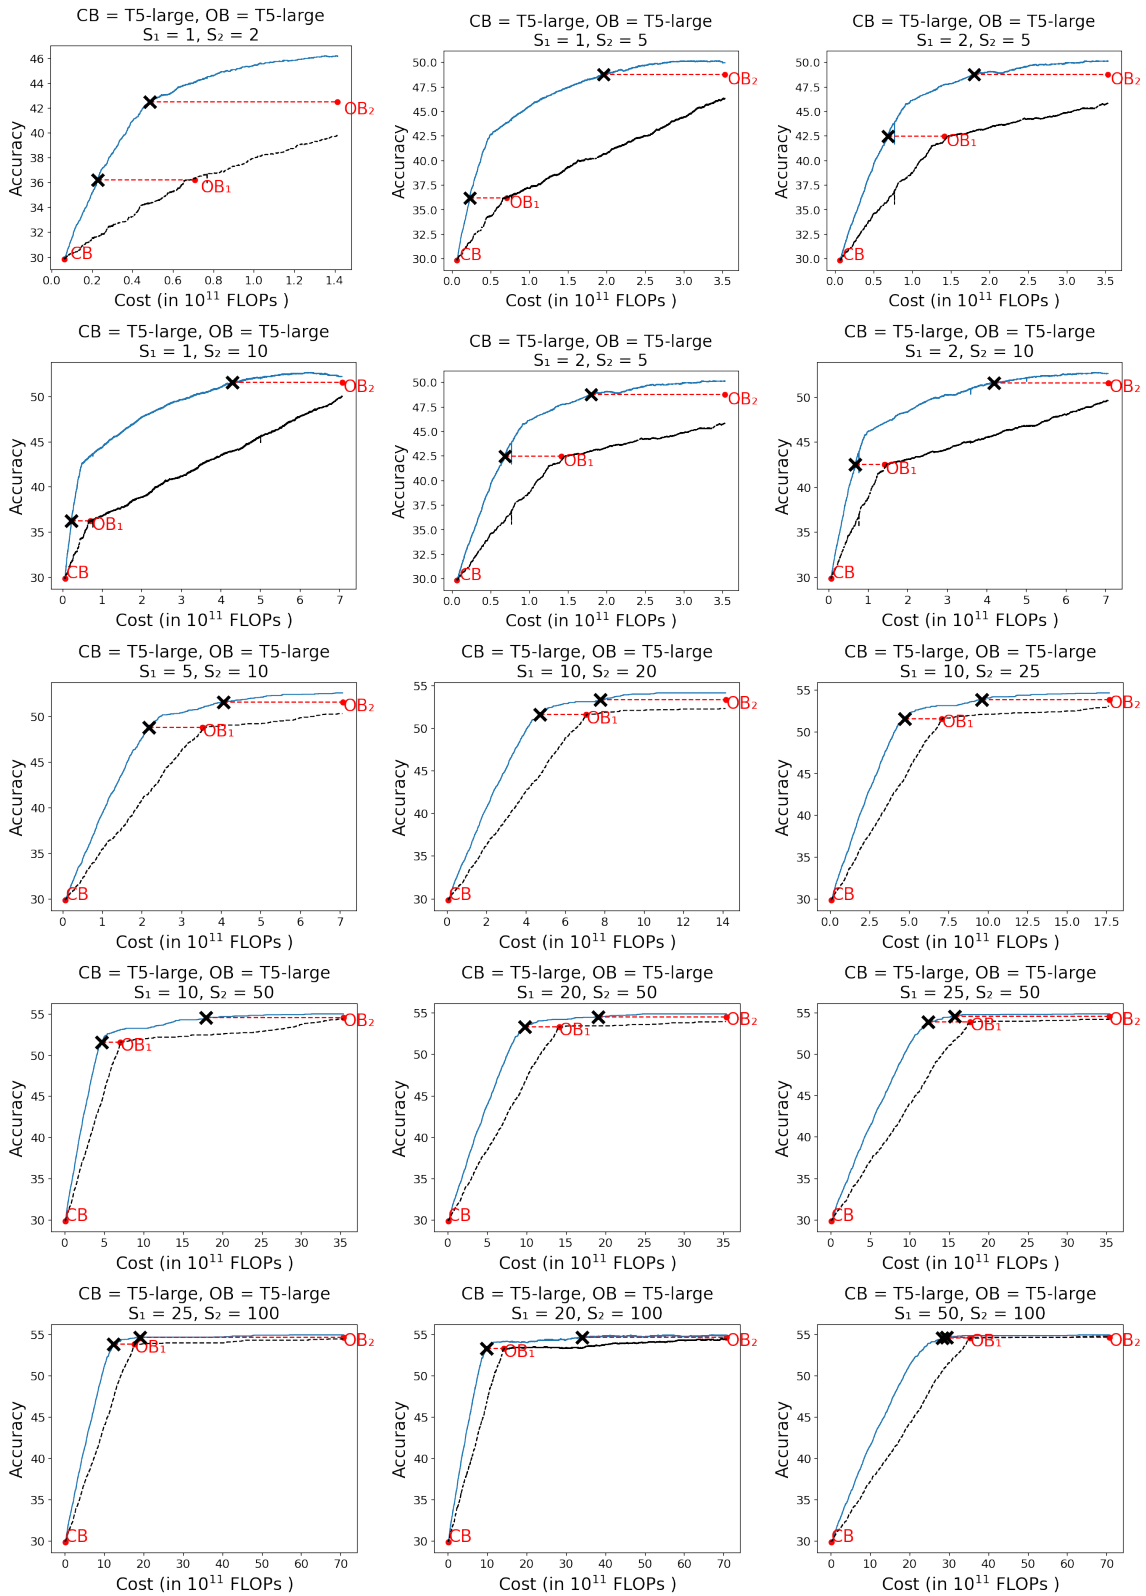 CB = T5-large, OB = T5-large
S₁ = 1, S₂ = 2
Accuracy
46
44
42
40
38
36
34
32
30
OB₂
OB₁
CB
0.0 0.2 0.4 0.6 0.8 1.0 1.2 1.4
Cost (in 10¹¹ FLOPs )
CB = T5-large, OB = T5-large
S₁ = 1, S₂ = 5
Accuracy
50.0
47.5
45.0
42.5
40.0
37.5
35.0
32.5
30.0
OB₂
OB₁
CB
0.0 0.5 1.0 1.5 2.0 2.5 3.0 3.5
Cost (in 10¹¹ FLOPs )
CB = T5-large, OB = T5-large
S₁ = 2, S₂ = 5
Accuracy
50.0
47.5
45.0
42.5
40.0
37.5
35.0
32.5
30.0
OB₂
OB₁
CB
0.0 0.5 1.0 1.5 2.0 2.5 3.0 3.5
Cost (in 10¹¹ FLOPs )
CB = T5-large, OB = T5-large
S₁ = 1, S₂ = 10
Accuracy
50
45
40
35
30
OB₂
OB₁
CB
0 1 2 3 4 5 6 7
Cost (in 10¹¹ FLOPs )
CB = T5-large, OB = T5-large
S₁ = 2, S₂ = 5
Accuracy
50.0
47.5
45.0
42.5
40.0
37.5
35.0
32.5
30.0
OB₂
OB₁
CB
0.0 0.5 1.0 1.5 2.0 2.5 3.0 3.5
Cost (in 10¹¹ FLOPs )
CB = T5-large, OB = T5-large
S₁ = 2, S₂ = 10
Accuracy
50
45
40
35
30
OB₂
OB₁
CB
0 1 2 3 4 5 6 7
Cost (in 10¹¹ FLOPs )
CB = T5-large, OB = T5-large
S₁ = 5, S₂ = 10
Accuracy
50
45
40
35
30
OB₂
OB₁
CB
0 1 2 3 4 5 6 7
Cost (in 10¹¹ FLOPs )
CB = T5-large, OB = T5-large
S₁ = 10, S₂ = 20
Accuracy
55
50
45
40
35
30
OB₂
OB₁
CB
0 2 4 6 8 10 12 14
Cost (in 10¹¹ FLOPs )
CB = T5-large, OB = T5-large
S₁ = 10, S₂ = 25
Accuracy
55
50
45
40
35
30
OB₂
OB₁
CB
0.0 2.5 5.0 7.5 10.0 12.5 15.0 17.5
Cost (in 10¹¹ FLOPs )
CB = T5-large, OB = T5-large
S₁ = 10, S₂ = 50
Accuracy
55
50
45
40
35
30
OB₂
OB₁
CB
0 5 10 15 20 25 30 35
Cost (in 10¹¹ FLOPs )
CB = T5-large, OB = T5-large
S₁ = 20, S₂ = 50
Accuracy
55
50
45
40
35
30
OB₂
OB₁
CB
0 5 10 15 20 25 30 35
Cost (in 10¹¹ FLOPs )
CB = T5-large, OB = T5-large
S₁ = 25, S₂ = 50
Accuracy
55
50
45
40
35
30
OB₂
OB₁
CB
0 5 10 15 20 25 30 35
Cost (in 10¹¹ FLOPs )
CB = T5-large, OB = T5-large
S₁ = 25, S₂ = 100
Accuracy
55
50
45
40
35
30
OB₂
OB₁
CB
0 10 20 30 40 50 60 70
Cost (in 10¹¹ FLOPs )
CB = T5-large, OB = T5-large
S₁ = 20, S₂ = 100
Accuracy
55
50
45
40
35
30
OB₂
OB₁
CB
0 10 20 30 40 50 60 70
Cost (in 10¹¹ FLOPs )
CB = T5-large, OB = T5-large
S₁ = 50, S₂ = 100
Accuracy
55
50
45
40
35
30
OB₂
OB₁
CB
0 10 20 30 40 50 60 70
Cost (in 10¹¹ FLOPs )